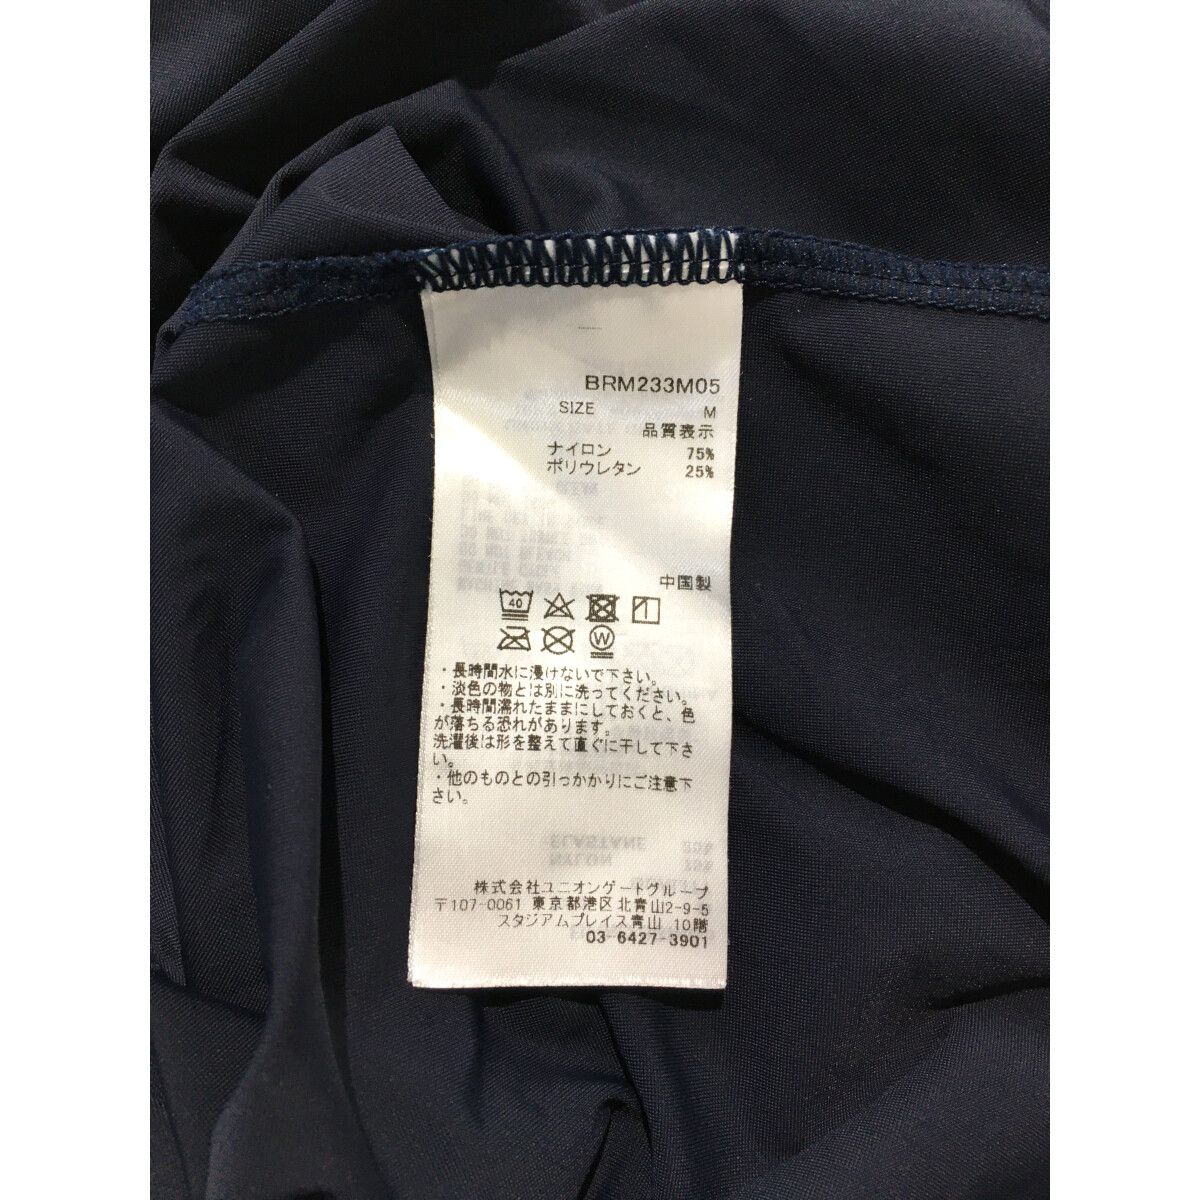 BRM233M05
SIZE M
品質表示
ナイロン 75%
ポリウレタン 25%
中国製
40
W
・長時間水に浸けないで下さい。
・淡色の物とは別に洗ってください。
・長時間濡れたままにしておくと、色
が落ちる恐れがあります。
洗濯後は形を整えて直ぐに干して下さ
い。
・他のものとの引っかかりにご注意下
さい。
ELASTANE 25%
NYLON 75%
株式会社ユニオンゲートグループ
〒107-0061 東京都港区北青山2-9-5
スタジアムプレイス青山 10階
03-6427-3901